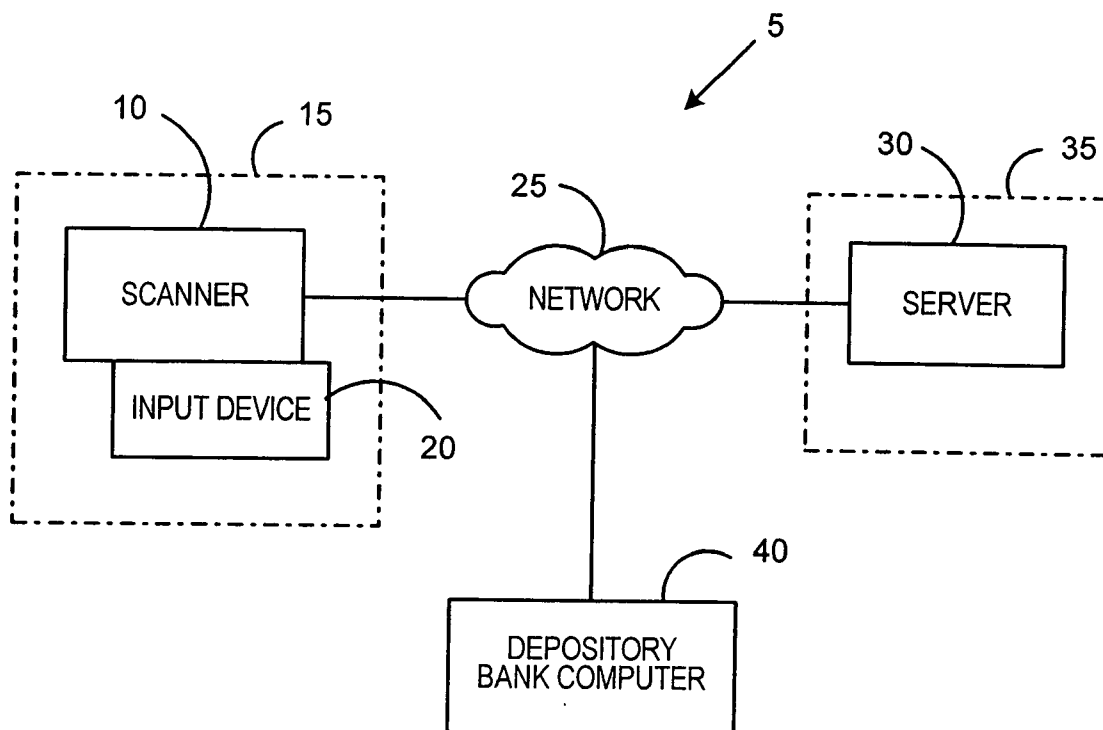 5
10
15
30
35
25
SCANNER
NETWORK
SERVER
INPUT DEVICE
20
40
DEPOSITORY
BANK COMPUTER